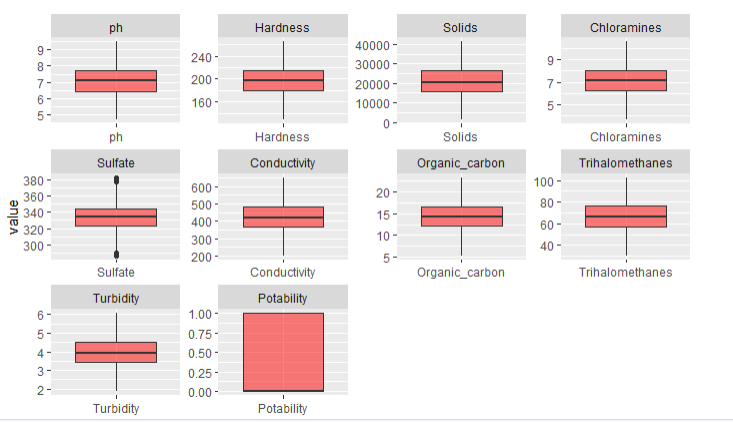 ph Hardness Solids Chloramines
9 8 7 6 5
240 200 160
40000 30000 20000 10000 0
9 7 5
ph Hardness Solids Chloramines
value
Sulfate Conductivity Organic_carbon Trihalomethanes
380 360 340 320 300
600 500 400 300 200
20 15 10 5
100 80 60 40
Sulfate Conductivity Organic_carbon Trihalomethanes
Turbidity Potability
6 5 4 3 2
1.00 0.75 0.50 0.25 0.00
Turbidity Potability